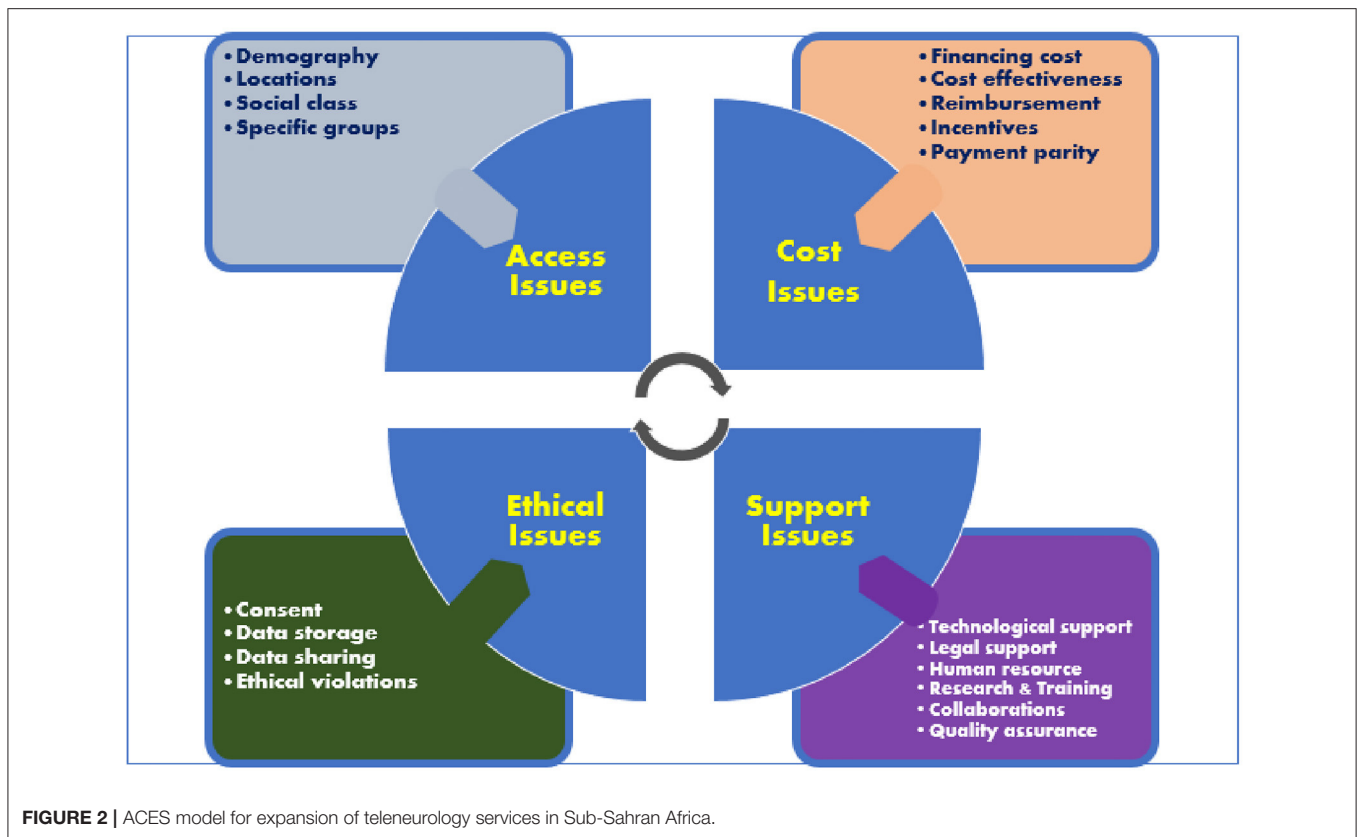 • Demography
• Locations
• Social class
• Specific groups
• Financing cost
• Cost effectiveness
• Reimbursement
• Incentives
• Payment parity
Access
Issues
Cost
Issues
Ethical
Issues
Support
Issues
• Consent
• Data storage
• Data sharing
• Ethical violations
• Technological support
• Legal support
• Human resource
• Research & Training
• Collaborations
• Quality assurance
FIGURE 2 | ACES model for expansion of teleneurology services in Sub-Sahran Africa.